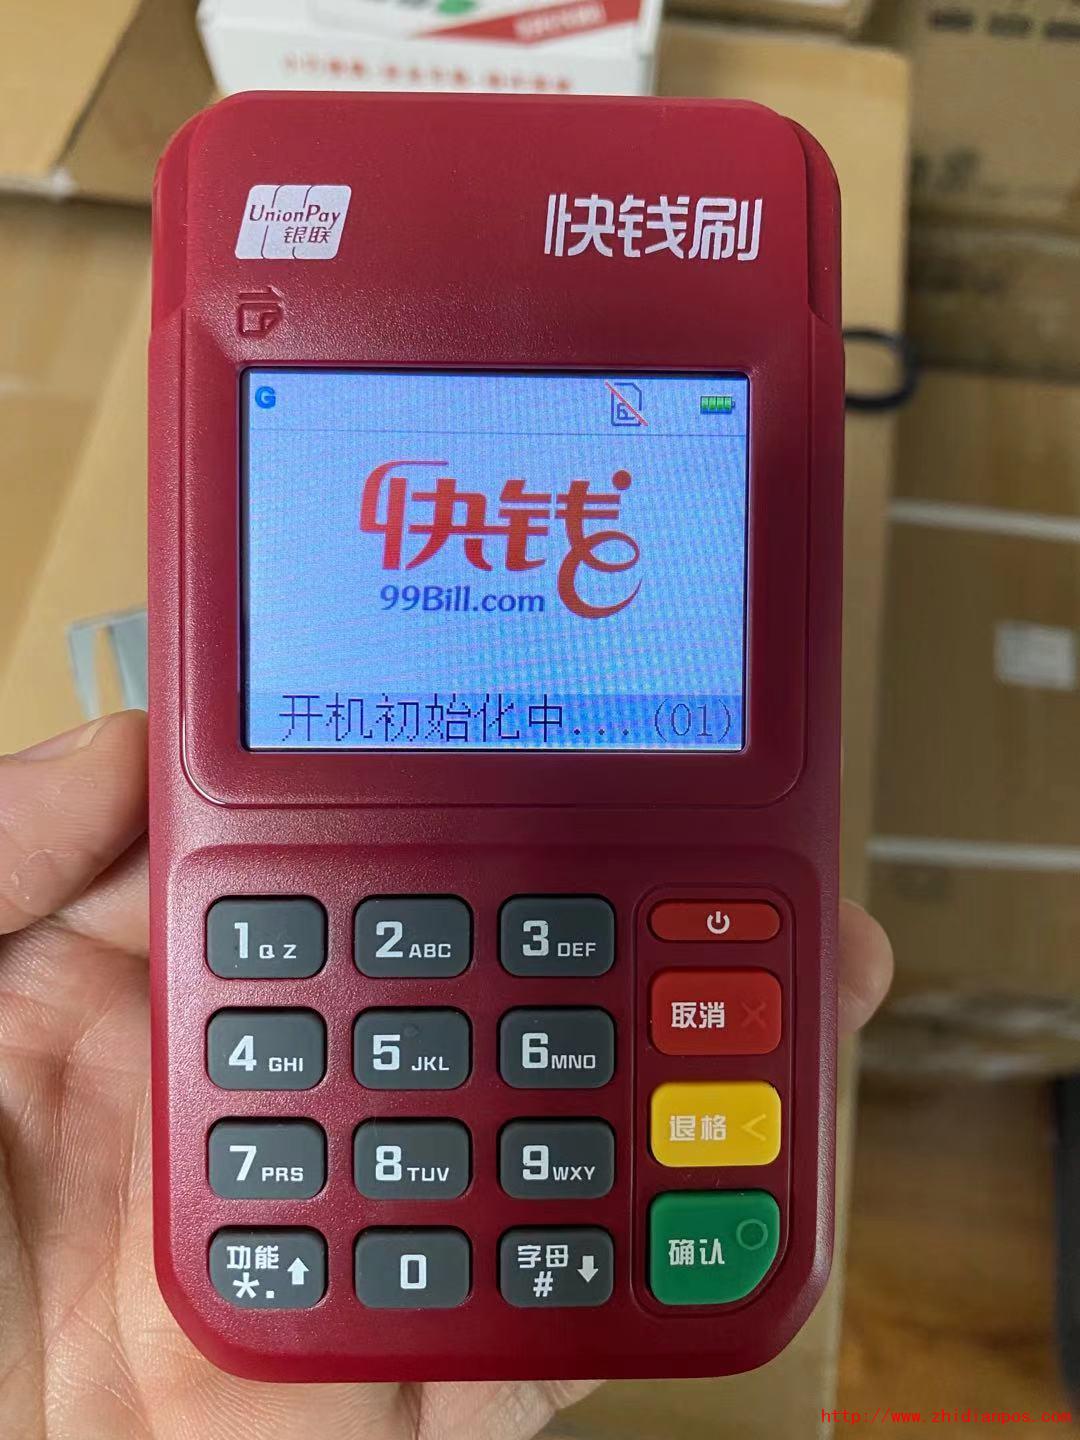 UnionPay
银联
快钱刷
G
快钱
99Bill.com
开机初始化中...(01)
1 QZ
2 ABC
3 DEF
4 GHI
5 JKL
取消
6 MNO
7 PRS
8 TUV
9 WXY
退格
功能
*.
0
字母
#
确认
http://www.zhidianpos.com